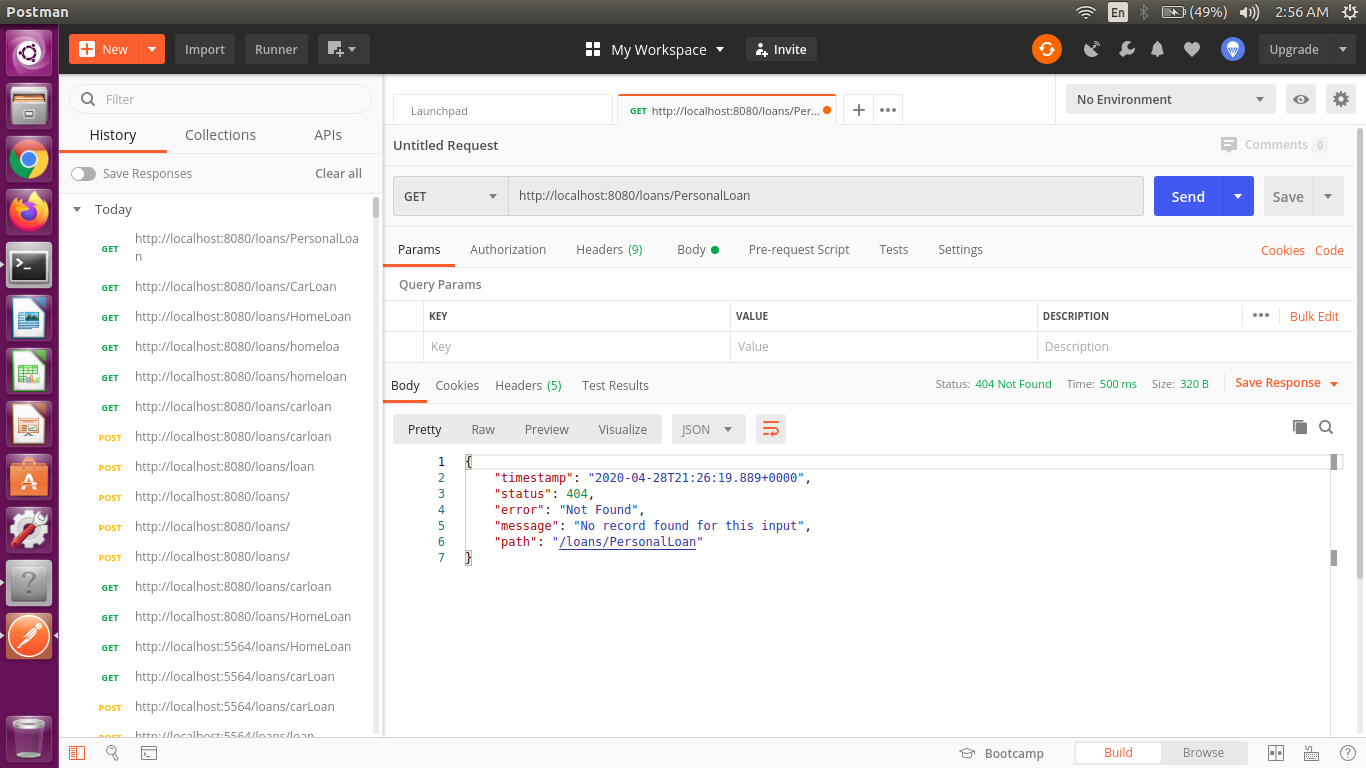 Postman
En
(49%)
2:56 AM
New
Import
Runner
My Workspace
Invite
Upgrade
Filter
History
Collections
APIs
Save Responses
Clear all
Today
GET http://localhost:8080/loans/PersonalLoa
n
GET http://localhost:8080/loans/CarLoan
GET http://localhost:8080/loans/HomeLoan
GET http://localhost:8080/loans/homeloa
GET http://localhost:8080/loans/homeloan
GET http://localhost:8080/loans/carloan
POST http://localhost:8080/loans/carloan
POST http://localhost:8080/loans/loan
POST http://localhost:8080/loans/
POST http://localhost:8080/loans/
POST http://localhost:8080/loans/
GET http://localhost:8080/loans/carloan
GET http://localhost:8080/loans/HomeLoan
GET http://localhost:5564/loans/HomeLoan
GET http://localhost:5564/loans/carLoan
POST http://localhost:5564/loans/carLoan
POST http://localhost:5564/loans/loan
Launchpad
GET http://localhost:8080/loans/Per...
No Environment
Untitled Request
Comments 0
GET
http://localhost:8080/loans/PersonalLoan
Send
Save
Params
Authorization
Headers (9)
Body
Pre-request Script
Tests
Settings
Cookies
Code
Query Params
KEY
VALUE
DESCRIPTION
Bulk Edit
Key
Value
Description
Body
Cookies
Headers (5)
Test Results
Status: 404 Not Found
Time: 500 ms
Size: 320 B
Save Response
Pretty
Raw
Preview
Visualize
JSON
1 {
2 "timestamp": "2020-04-28T21:26:19.889+0000",
3 "status": 404,
4 "error": "Not Found",
5 "message": "No record found for this input",
6 "path": "/loans/PersonalLoan"
7 }
Bootcamp
Build
Browse